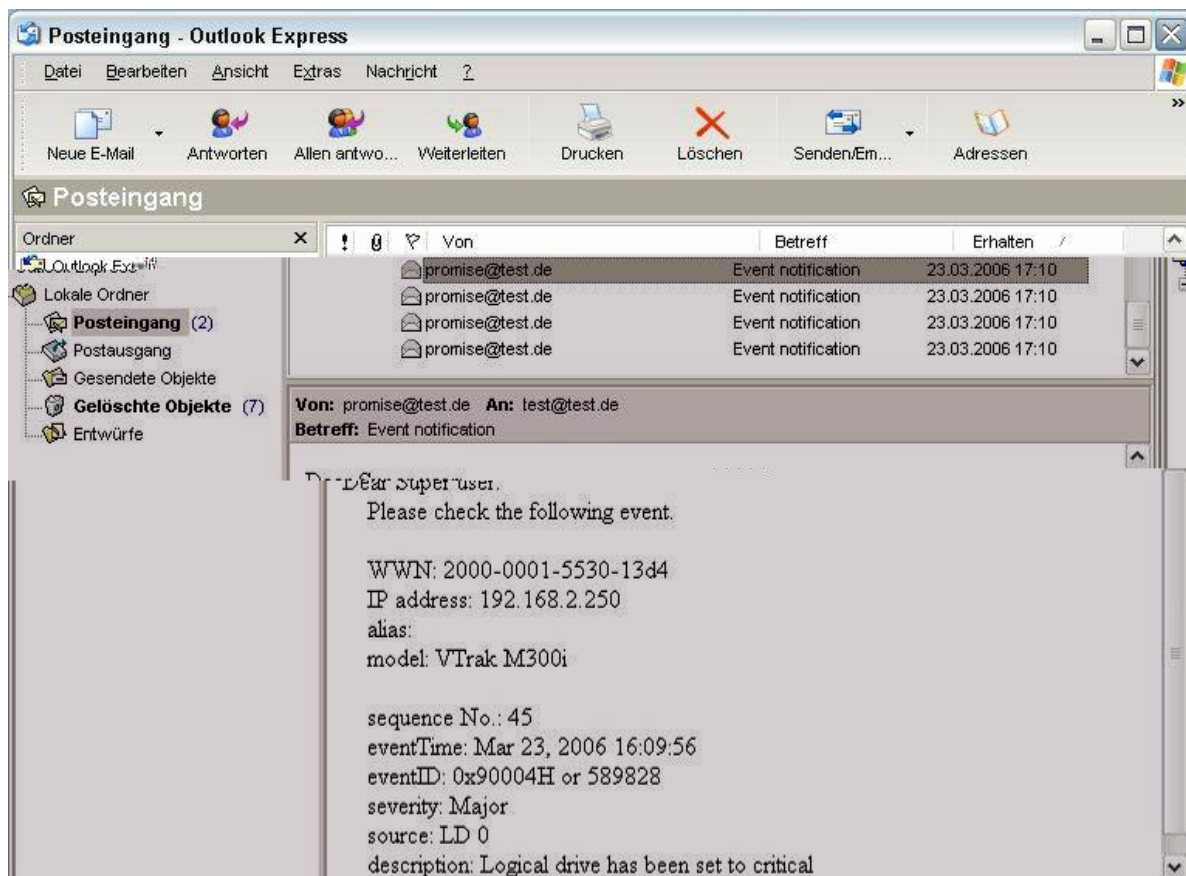 Posteingang - Outlook Express
Datei Bearbeiten Ansicht Extras Nachricht ?
Neue E-Mail Antworten Allen antwo... Weiterleiten Drucken Löschen Senden/Em... Adressen
Posteingang
Ordner × ! Von Betreff Erhalten
Outlook
promise@test.de Event notification 23.03.2006 17:10
Lokale Ordner promise@test.de Event notification 23.03.2006 17:10
Posteingang (2) promise@test.de Event notification 23.03.2006 17:10
Postausgang promise@test.de Event notification 23.03.2006 17:10
Gesendete Objekte
Gelöschte Objekte (7)
Entwürfe
Von: promise@test.de An: test@test.de
Betreff: Event notification
Dear Super user.
Please check the following event.
WWN: 2000-0001-5530-13d4
IP address: 192.168.2.250
alias:
model: VTrak M300i
sequence No.: 45
eventTime: Mar 23, 2006 16:09:56
eventID: 0x90004H or 589828
severity: Major
source: LD 0
description: Logical drive has been set to critical